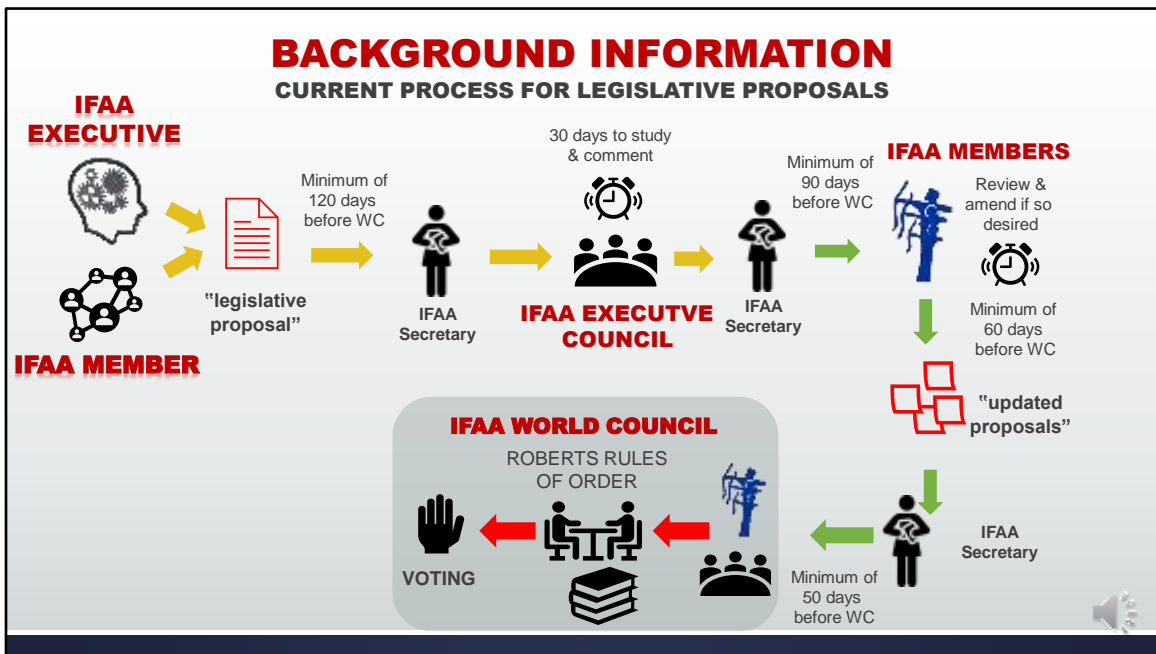 BACKGROUND INFORMATION
CURRENT PROCESS FOR LEGISLATIVE PROPOSALS
IFAA
EXECUTIVE
IFAA MEMBER
"legislative
proposal"
Minimum of
120 days
before WC
IFAA
Secretary
30 days to study
& comment
IFAA EXECUTVE
COUNCIL
IFAA
Secretary
Minimum of
90 days
before WC
IFAA MEMBERS
Review &
amend if so
desired
Minimum of
60 days
before WC
"updated
proposals"
IFAA
Secretary
Minimum of
50 days
before WC
IFAA WORLD COUNCIL
ROBERTS RULES
OF ORDER
VOTING